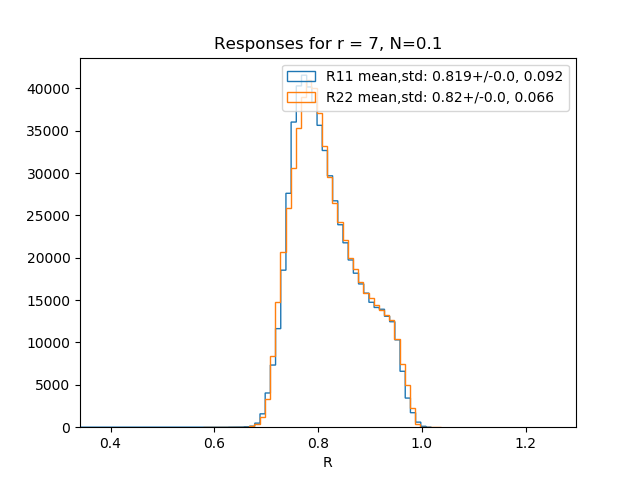 Responses for r = 7, N=0.1
R11 mean,std: 0.819+/-0.0, 0.092
R22 mean,std: 0.82+/-0.0, 0.066
40000
35000
30000
25000
20000
15000
10000
5000
0
0.4 0.6 0.8 1.0 1.2
R